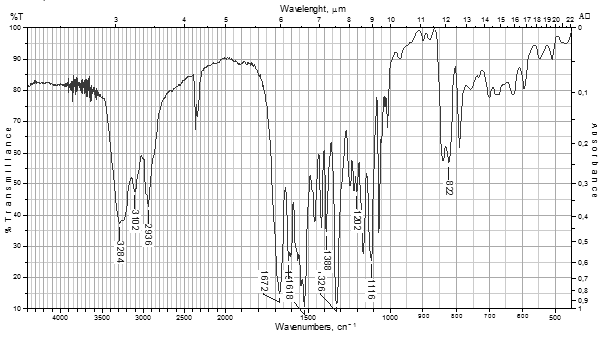 Wavelenght, µm
%T 3 4 5 6 7 8 9 10 11 12 13 14 15 16 17 18 19 20 22
100 90 80 70 60 50 40 30 20 10
% Transmittance
0 0,1 0,2 0,3 0,4 0,5 0,6 0,7 0,8 0,9 1
Absorbance
3284
3102
2936
1672
1618
1388
1326
1202
1116
822
4000 3500 3000 2500 2000 1500 1000 900 800 700 600 500
Wavenumbers, cm⁻¹